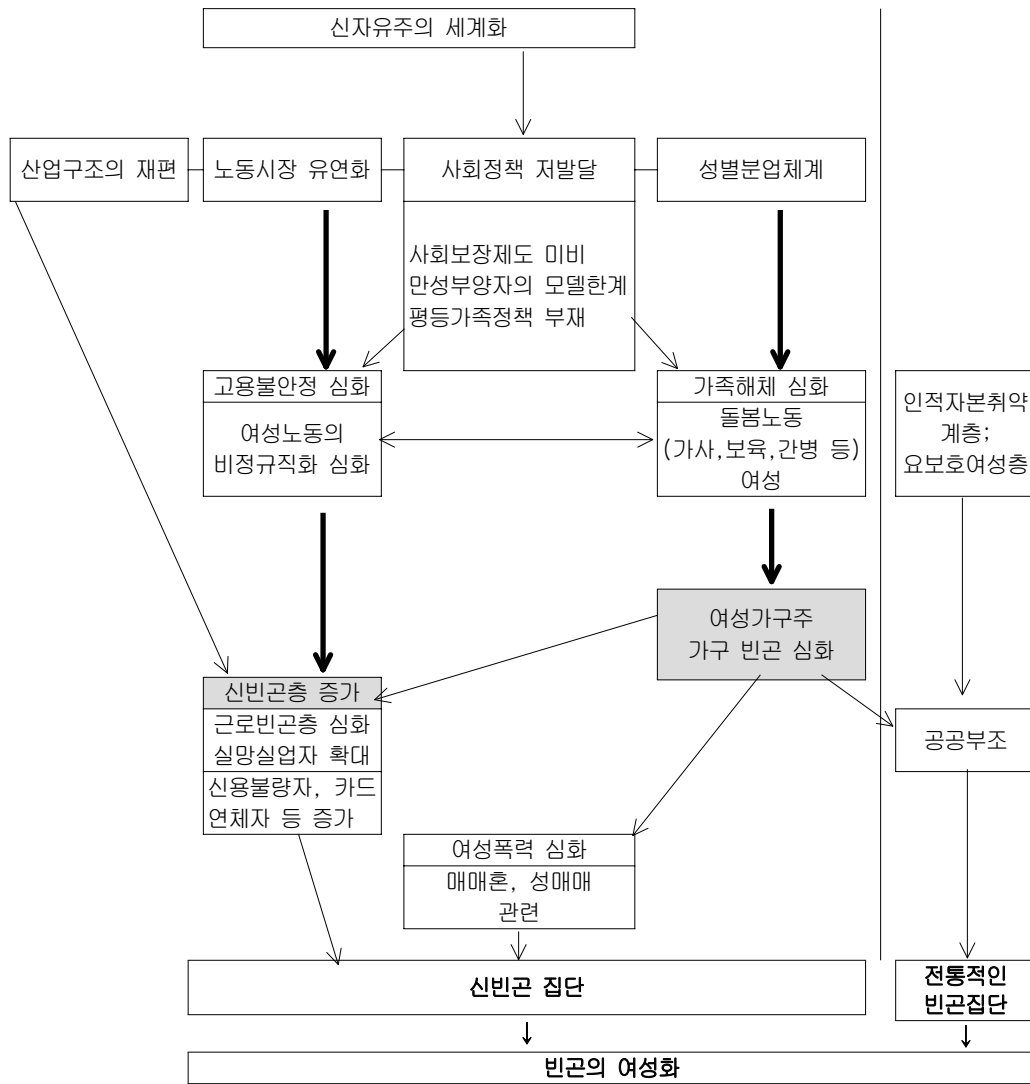 신자유주의 세계화
산업구조의 재편
노동시장 유연화
사회정책 저발달
성별분업체계
사회보장제도 미비
만성부양자의 모델한계
평등가족정책 부재
고용불안정 심화
여성노동의
비정규직화 심화
가족해체 심화
돌봄노동
(가사,보육,간병 등)
여성
인적자본취약
계층;
요보호여성층
여성가구주
가구 빈곤 심화
신빈곤층 증가
근로빈곤층 심화
실망실업자 확대
신용불량자, 카드
연체자 등 증가
공공부조
여성폭력 심화
매매혼, 성매매
관련
신빈곤 집단
전통적인
빈곤집단
빈곤의 여성화